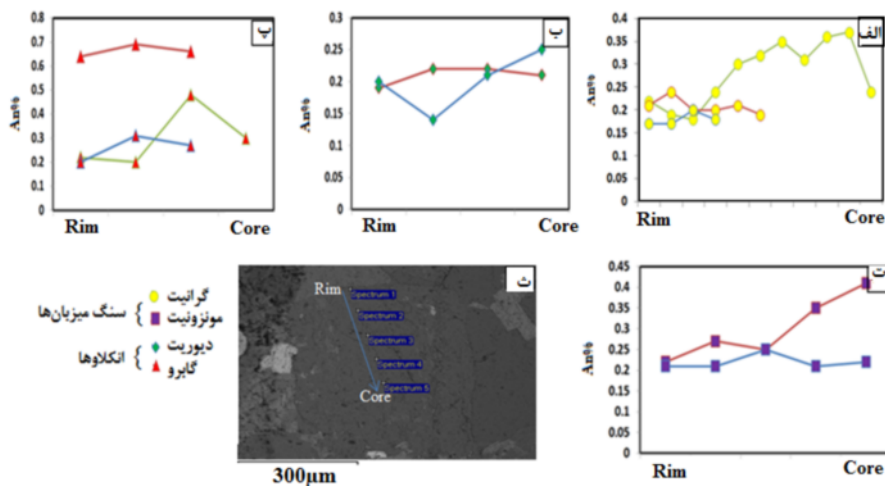 پ
An%
0.8
0.7
0.6
0.5
0.4
0.3
0.2
0.1
0
Rim
Core
ب
An%
0.3
0.25
0.2
0.15
0.1
0.05
0
Rim
Core
الف
An%
0.4
0.35
0.3
0.25
0.2
0.15
0.1
0.05
0
Rim
Core
گرانیت
مونزونیت
سنگ میزبان‌ها
دیوریت
گابرو
انکلاوها
ث
Rim
Spectrum 1
Spectrum 2
Spectrum 3
Spectrum 4
Spectrum 5
Core
300μm
ت
An%
0.45
0.4
0.35
0.3
0.25
0.2
0.15
0.1
0.05
0
Rim
Core